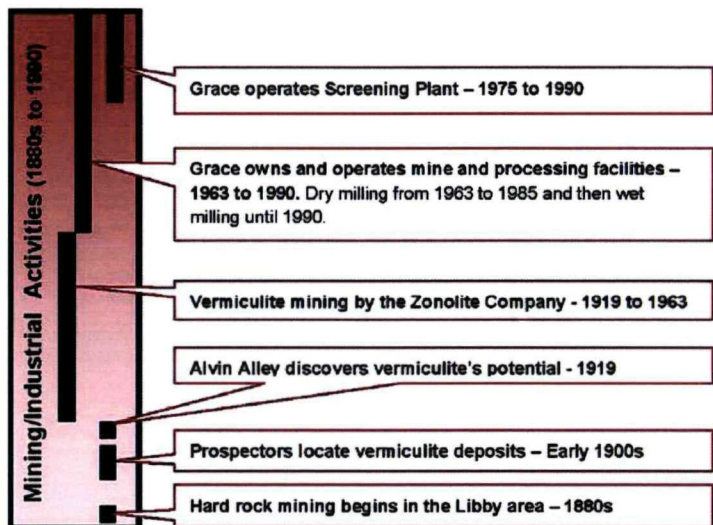 Mining/Industrial Activities (1880s to 1990)
Grace operates Screening Plant – 1975 to 1990
Grace owns and operates mine and processing facilities –
1963 to 1990. Dry milling from 1963 to 1985 and then wet
milling until 1990.
Vermiculite mining by the Zonolite Company - 1919 to 1963
Alvin Alley discovers vermiculite's potential - 1919
Prospectors locate vermiculite deposits – Early 1900s
Hard rock mining begins in the Libby area – 1880s